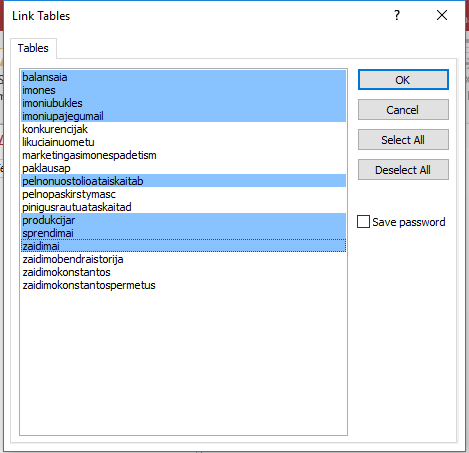 Link Tables
?
Tables
balansaia
imones
imoniubukles
imoniupajegumail
konkurencijak
likuciainuometu
marketingasimonespadetism
paklausap
pelnonuostolioataiskaitab
pelnopaskirstymasc
pinigusrautuataskaitad
produkcijar
sprendimai
zaidimai
zaidimobendraistorija
zaidimokonstantos
zaidimokonstantospermetus
OK
Cancel
Select All
Deselect All
Save password